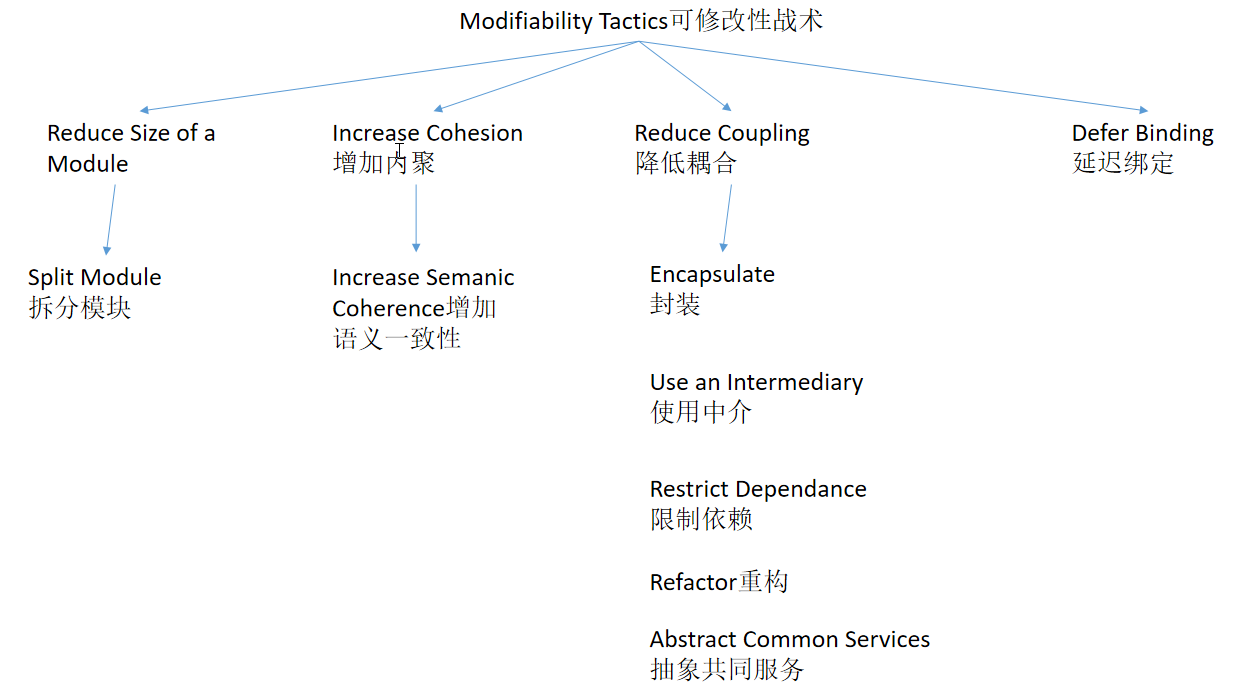 Modifiability Tactics可修改性战术
Reduce Size of a
Module
Split Module
拆分模块
Increase Cohesion
增加内聚
Increase Semanic
Coherence增加
语义一致性
Reduce Coupling
降低耦合
Encapsulate
封装
Use an Intermediary
使用中介
Restrict Dependance
限制依赖
Refactor重构
Abstract Common Services
抽象共同服务
Defer Binding
延迟绑定